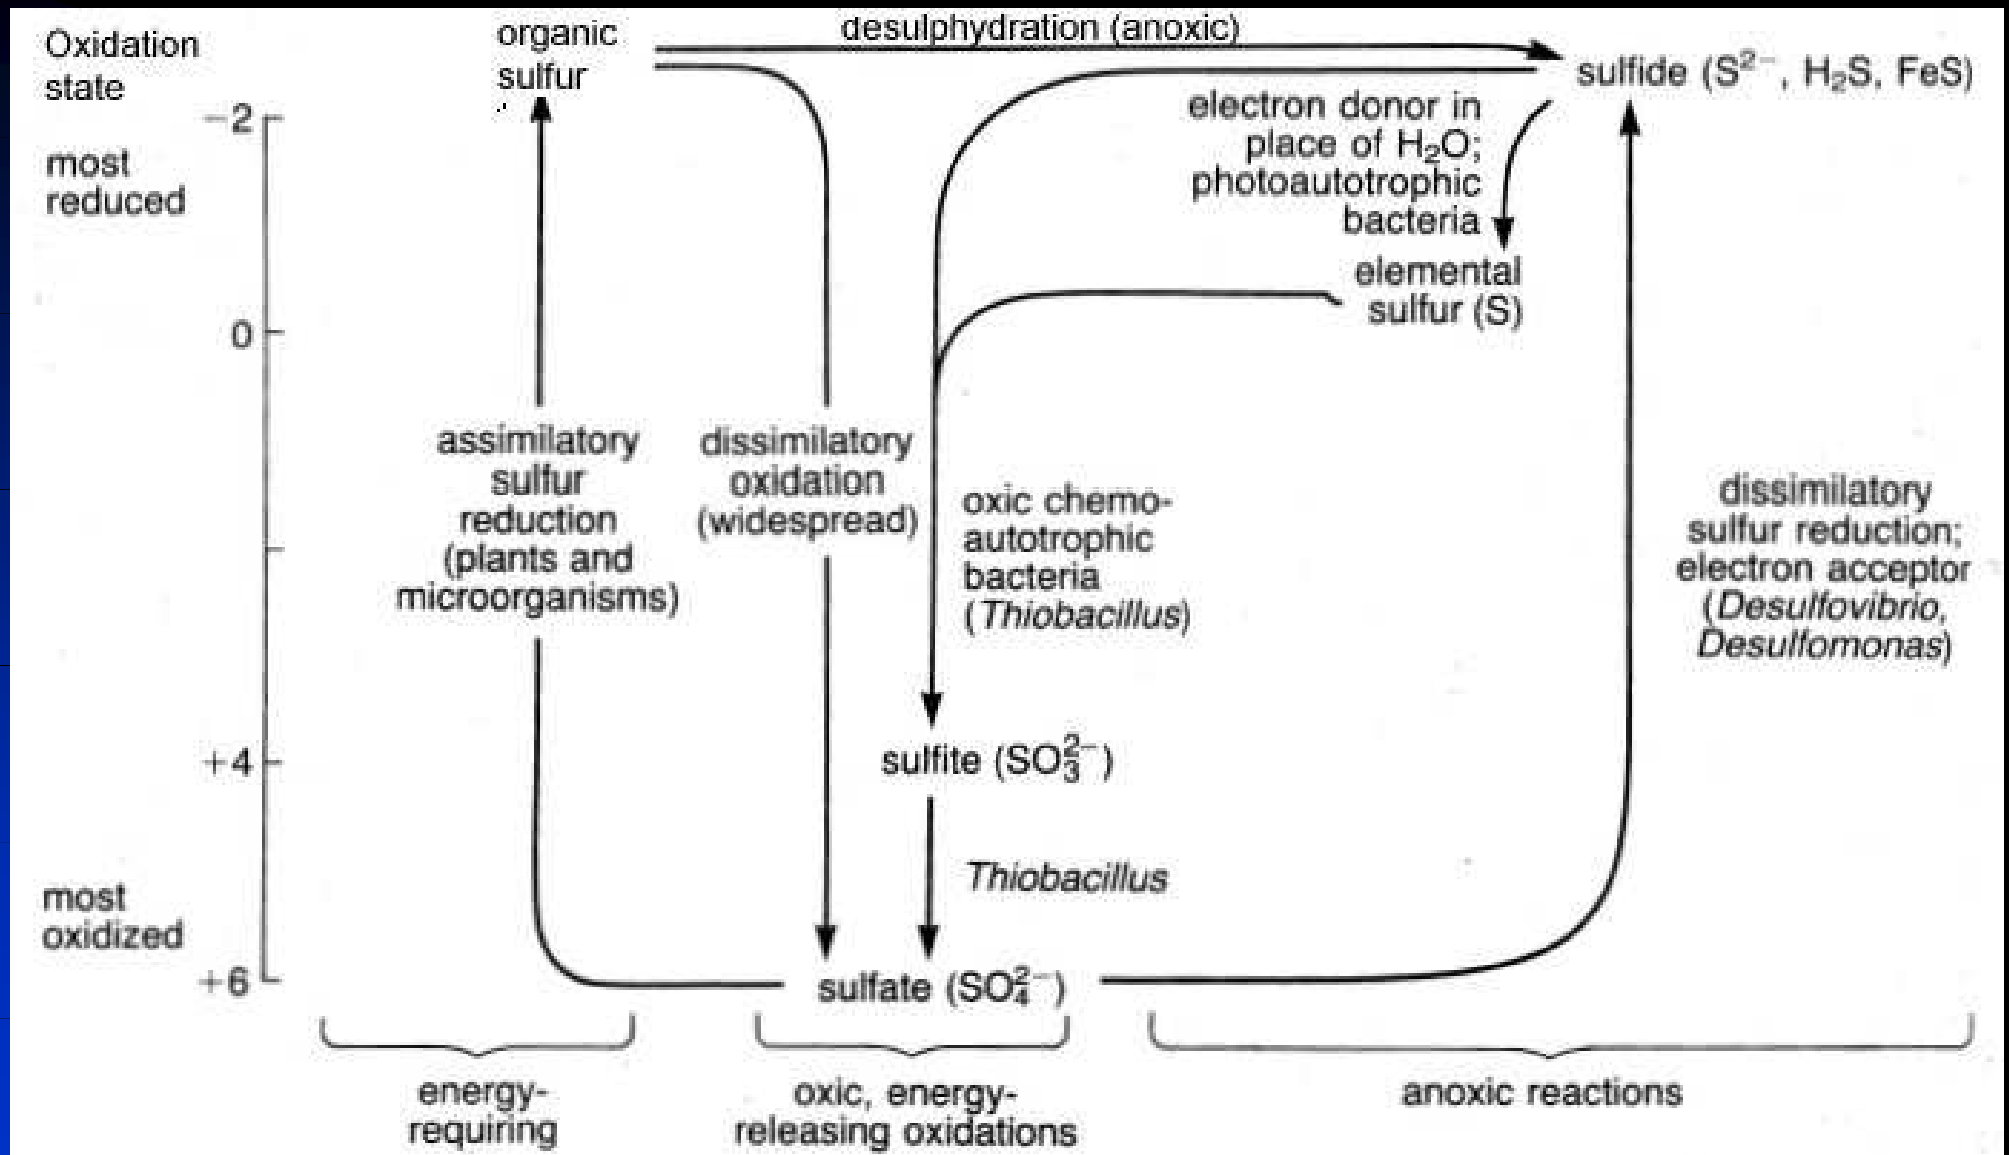 Oxidation
state
organic
sulfur
desulphydration (anoxic)
sulfide (S²⁻, H₂S, FeS)
−2
most
reduced
electron donor in
place of H₂O;
photoautotrophic
bacteria
elemental
sulfur (S)
0
assimilatory
sulfur
reduction
(plants and
microorganisms)
dissimilatory
oxidation
(widespread)
oxic chemo-
autotrophic
bacteria
(Thiobacillus)
dissimilatory
sulfur reduction;
electron acceptor
(Desulfovibrio,
Desulfomonas)
+4
sulfite (SO₃²⁻)
Thiobacillus
most
oxidized
+6
sulfate (SO₄²⁻)
energy-
requiring
oxic, energy-
releasing oxidations
anoxic reactions